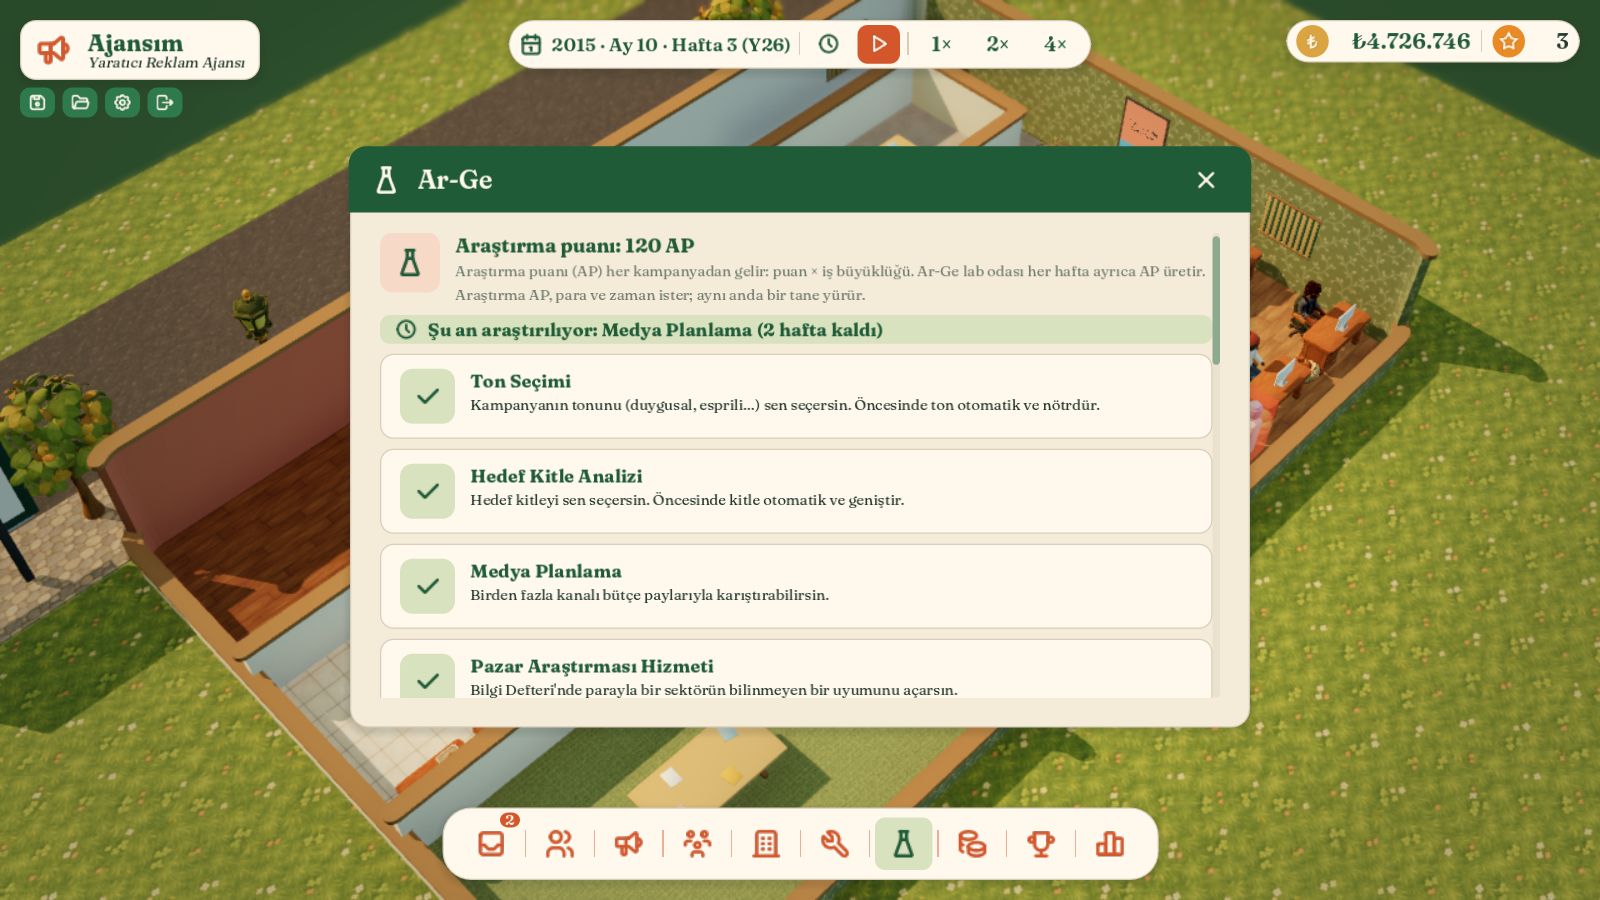 Ajansım
Yaratıcı Reklam Ajansı
2015 · Ay 10 · Hafta 3 (Y26)
1×
2×
4×
₺4.726.746
3
Ar-Ge
Araştırma puanı: 120 AP
Araştırma puanı (AP) her kampanyadan gelir: puan × iş büyüklüğü. Ar-Ge lab odası her hafta ayrıca AP üretir.
Araştırma AP, para ve zaman ister; aynı anda bir tane yürür.
Şu an araştırılıyor: Medya Planlama (2 hafta kaldı)
Ton Seçimi
Kampanyanın tonunu (duygusal, esprili...) sen seçersin. Öncesinde ton otomatik ve nötrdür.
Hedef Kitle Analizi
Hedef kitleyi sen seçersin. Öncesinde kitle otomatik ve geniştir.
Medya Planlama
Birden fazla kanalı bütçe paylarıyla karıştırabilirsin.
Pazar Araştırması Hizmeti
Bilgi Defteri'nde parayla bir sektörün bilinmeyen bir uyumunu açarsın.
2